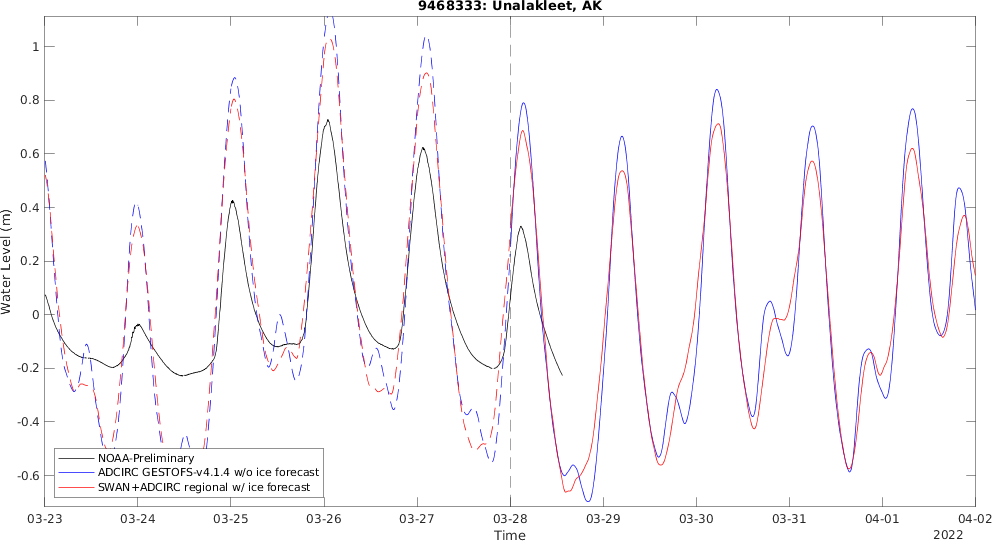 9468333: Unalakleet, AK
Water Level (m)
1
0.8
0.6
0.4
0.2
0
-0.2
-0.4
-0.6
NOAA-Preliminary
ADCIRC GESTOFS-v4.1.4 w/o ice forecast
SWAN+ADCIRC regional w/ ice forecast
03-23 03-24 03-25 03-26 03-27 03-28 03-29 03-30 03-31 04-01 04-02
Time
2022